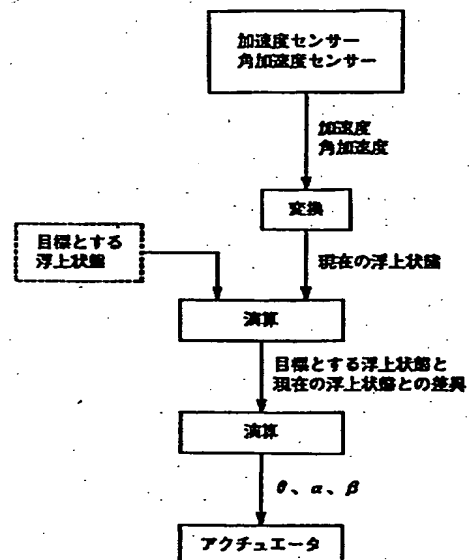 加速度センサー
角加速度センサー
加速度
角加速度
変換
目標とする
浮上状態
現在の浮上状態
演算
目標とする浮上状態と
現在の浮上状態との差異
演算
θ、α、β
アクチュエータ